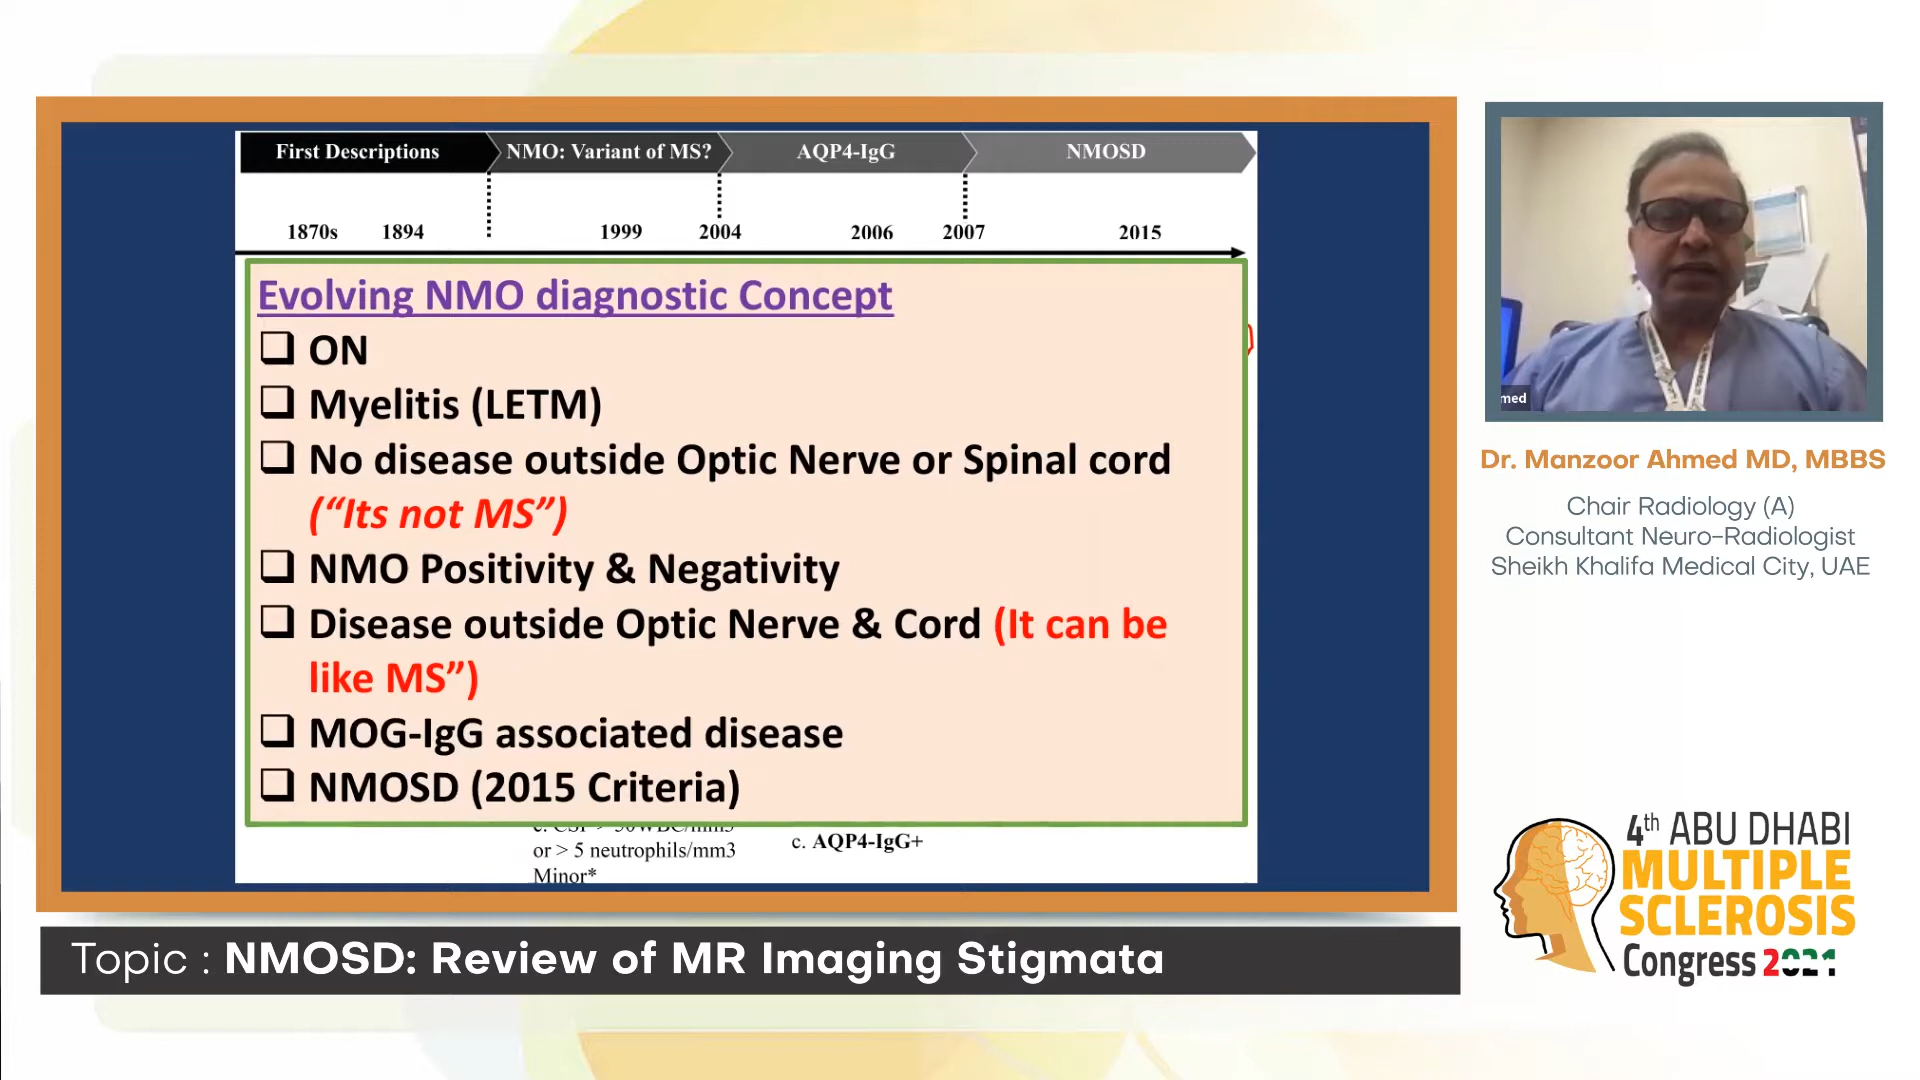 First Descriptions
NMO: Variant of MS?
AQP4-IgG
NMOSD
1870s
1894
1999
2004
2006
2007
2015
Evolving NMO diagnostic Concept
ON
Myelitis (LETM)
No disease outside Optic Nerve or Spinal cord
(“Its not MS”)
NMO Positivity & Negativity
Disease outside Optic Nerve & Cord (It can be
like MS”)
MOG-IgG associated disease
NMOSD (2015 Criteria)
or > 5 neutrophils/mm3
Minor*
c. AQP4-IgG+
med
Dr. Manzoor Ahmed MD, MBBS
Chair Radiology (A)
Consultant Neuro-Radiologist
Sheikh Khalifa Medical City, UAE
4th ABU DHABI
MULTIPLE
SCLEROSIS
Congress 2021
Topic : NMOSD: Review of MR Imaging Stigmata